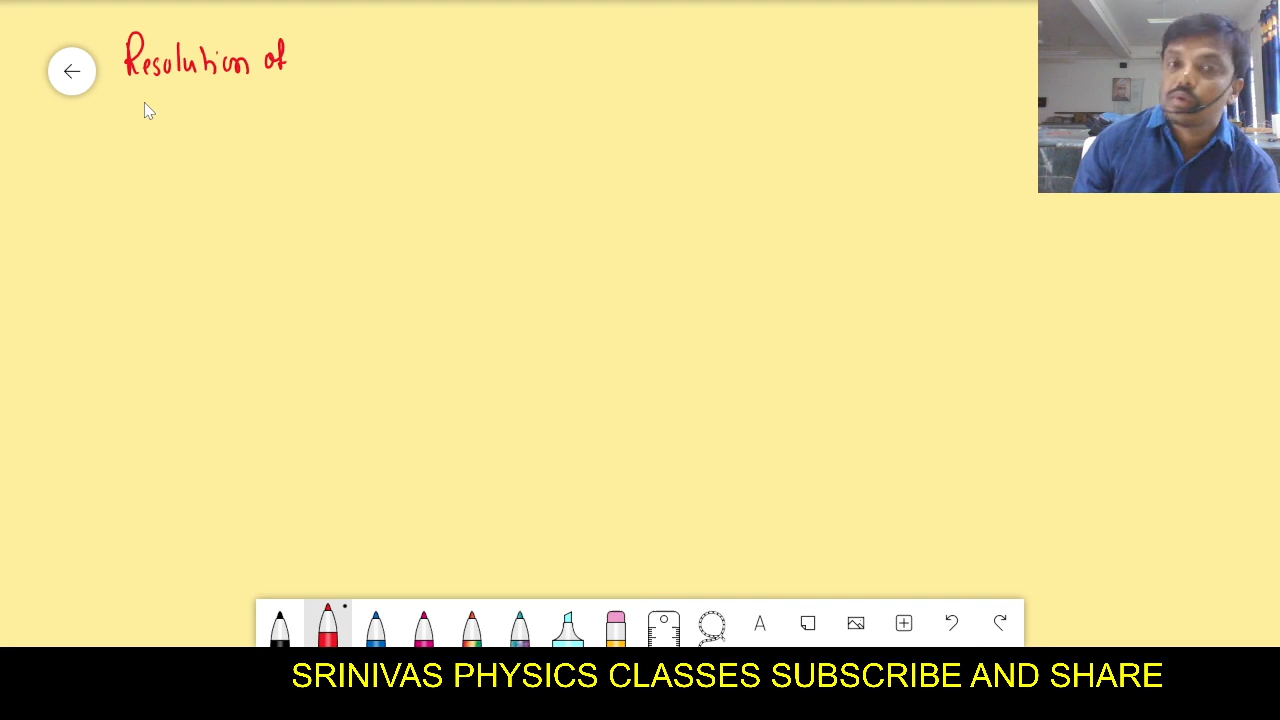 Resolution of
A
SRINIVAS PHYSICS CLASSES SUBSCRIBE AND SHARE